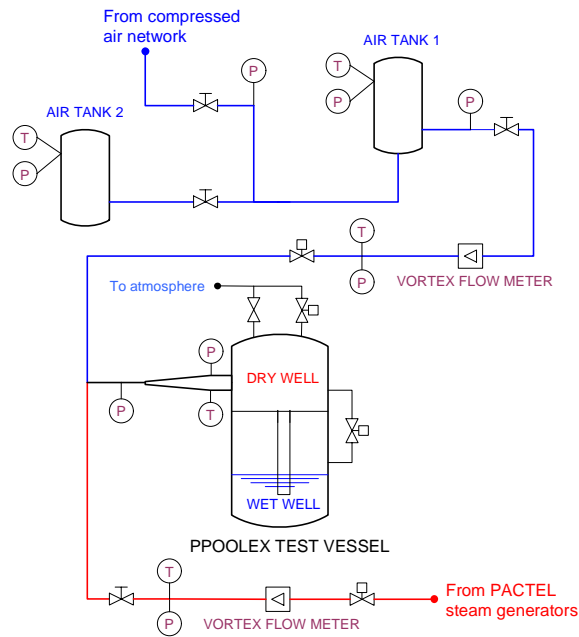 From compressed
air network
AIR TANK 1
T
P
P
P
AIR TANK 2
T
P
T
P
VORTEX FLOW METER
To atmosphere
P
DRY WELL
P
T
WET WELL
PPOOLEX TEST VESSEL
T
P
VORTEX FLOW METER
From PACTEL
steam generators